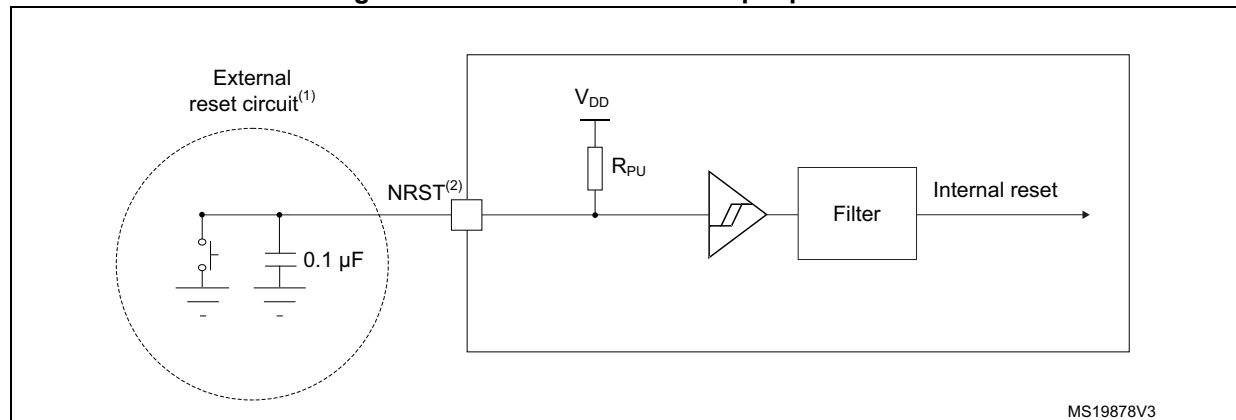 External
reset circuit(1)
VDD
RPU
NRST(2)
Filter
Internal reset
0.1 μF
MS19878V3